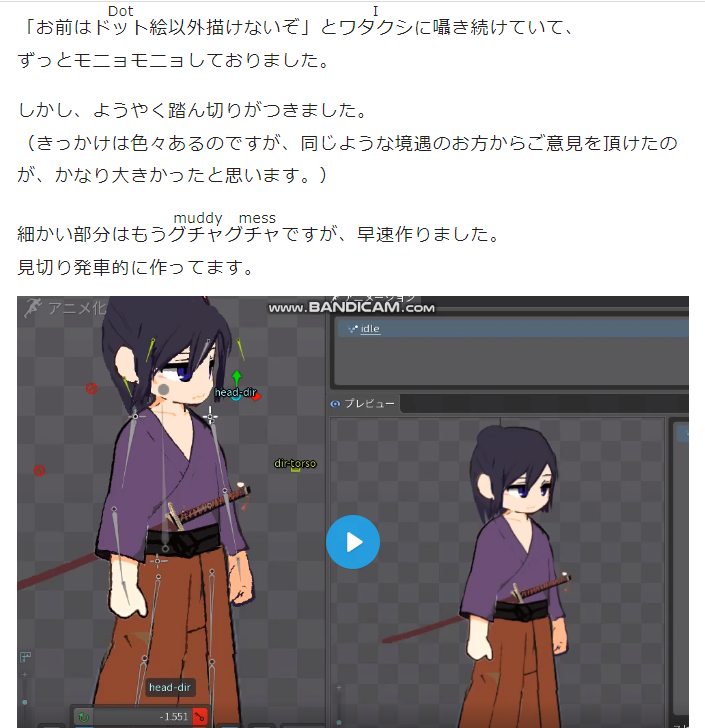 Dot I
「お前はドット絵以外描けないぞ」とワタクシに囁き続けていて、
ずっとモニョモニョしておりました。
しかし、ようやく踏ん切りがつきました。
（きっかけは色々あるのですが、同じような境遇のお方からご意見を頂けたの
が、かなり大きかったと思います。）
muddy mess
細かい部分はもうグチャグチャですが、早速作りました。
見切り発車的に作ってます。
アニメ化
www.BANDICAM.com
アニメーション
idle
プレビュー
head-dir
dir-torso
head-dir
-1.551